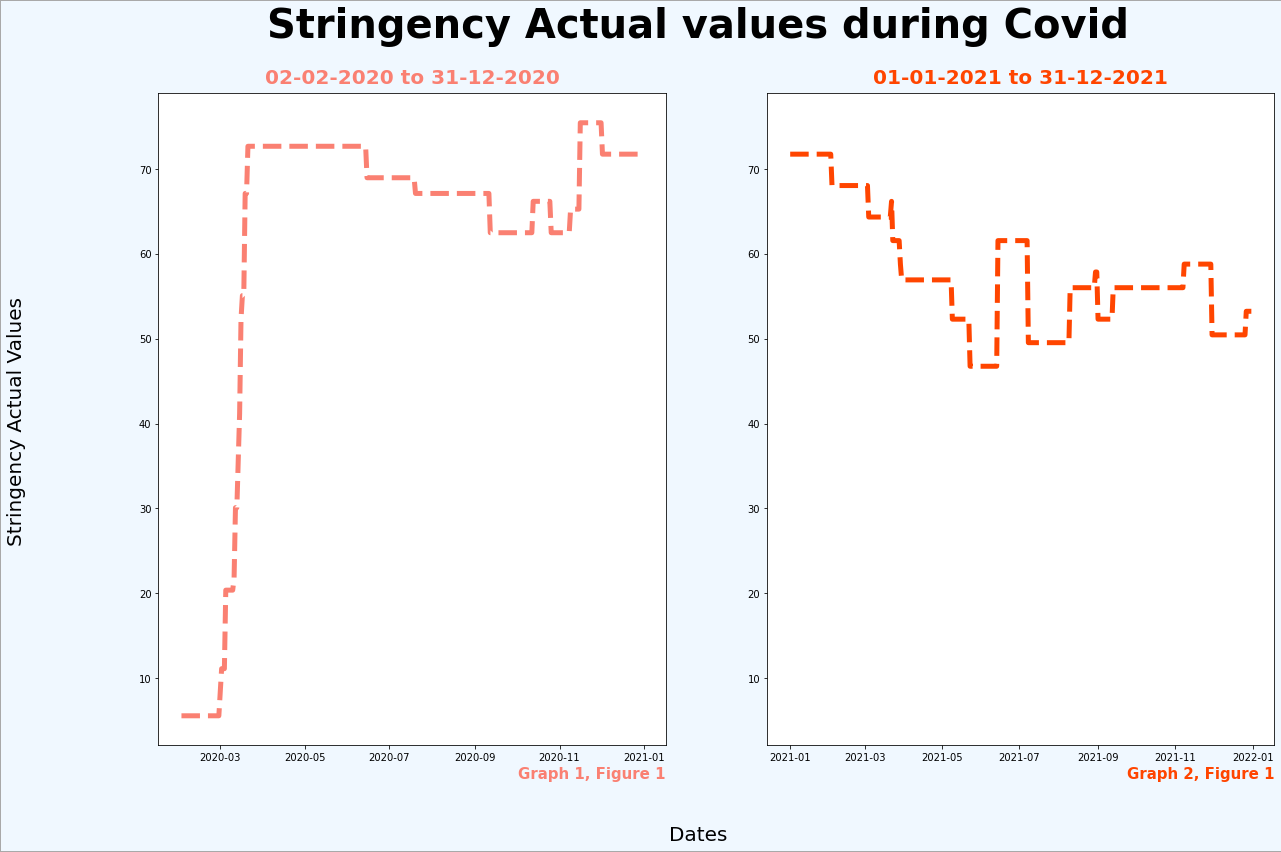 Stringency Actual values during Covid
02-02-2020 to 31-12-2020
01-01-2021 to 31-12-2021
Stringency Actual Values
70
60
50
40
30
20
10
70
60
50
40
30
20
10
2020-03 2020-05 2020-07 2020-09 2020-11 2021-01
2021-01 2021-03 2021-05 2021-07 2021-09 2021-11 2022-01
Graph 1, Figure 1
Graph 2, Figure 1
Dates